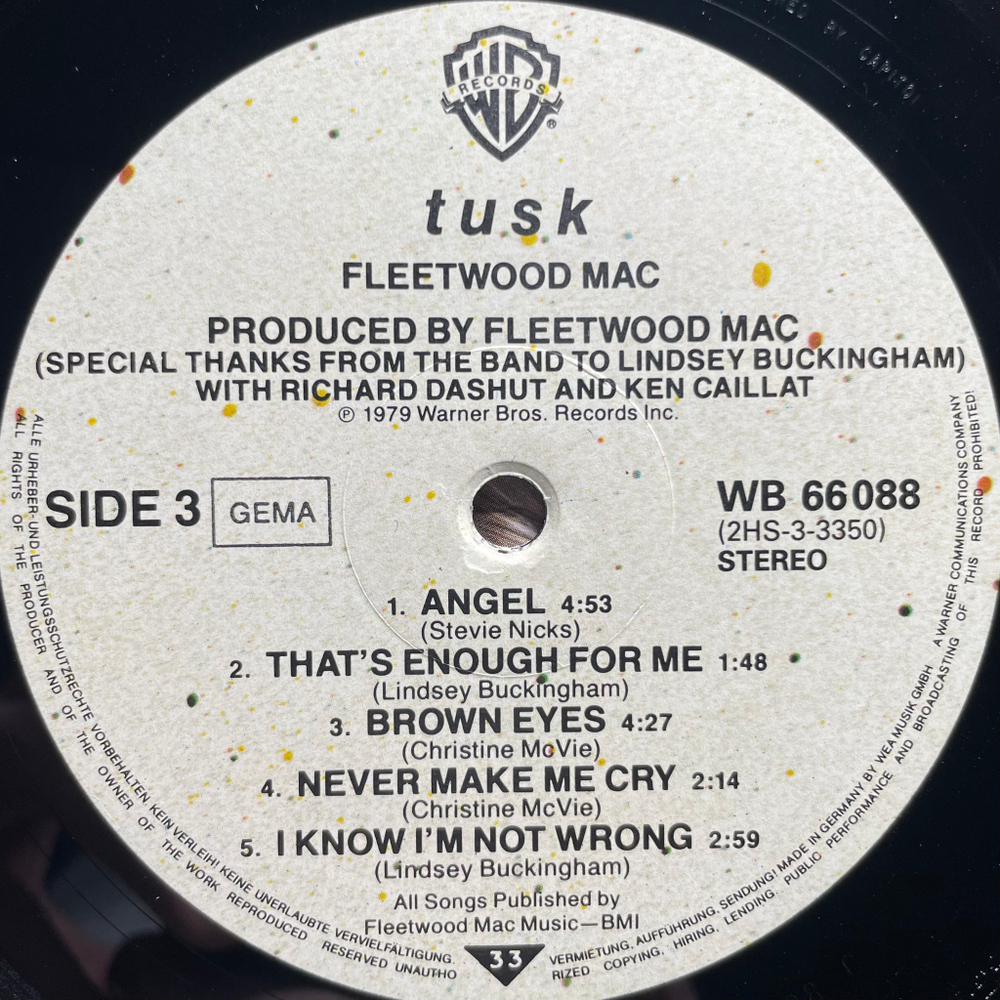 RED BY CAPITOL
WB
RECORDS
®
tusk
FLEETWOOD MAC
PRODUCED BY FLEETWOOD MAC
(SPECIAL THANKS FROM THE BAND TO LINDSEY BUCKINGHAM)
WITH RICHARD DASHUT AND KEN CAILLAT
℗ 1979 Warner Bros. Records Inc.
SIDE 3
GEMA
WB 66 088
(2HS-3-3350)
STEREO
1. ANGEL 4:53
(Stevie Nicks)
2. THAT'S ENOUGH FOR ME 1:48
(Lindsey Buckingham)
3. BROWN EYES 4:27
(Christine McVie)
4. NEVER MAKE ME CRY 2:14
(Christine McVie)
5. I KNOW I'M NOT WRONG 2:59
(Lindsey Buckingham)
All Songs Published by
Fleetwood Mac Music—BMI
33
ALLE URHEBER- UND LEISTUNGSSCHUTZRECHTE VORBEHALTEN KEIN VERLEIH! KEINE UNERLAUBTE VERVIELFÄLTIGUNG, VERMIETUNG, AUFFÜHRUNG, SENDUNG! MADE IN GERMANY BY WEA MUSIK GMBH A WARNER COMMUNICATIONS COMPANY
ALL RIGHTS OF THE PRODUCER AND OF THE OWNER OF THE WORK REPRODUCED RESERVED UNAUTHORIZED COPYING, HIRING, LENDING, PUBLIC PERFORMANCE AND BROADCASTING OF THIS RECORD PROHIBITED!